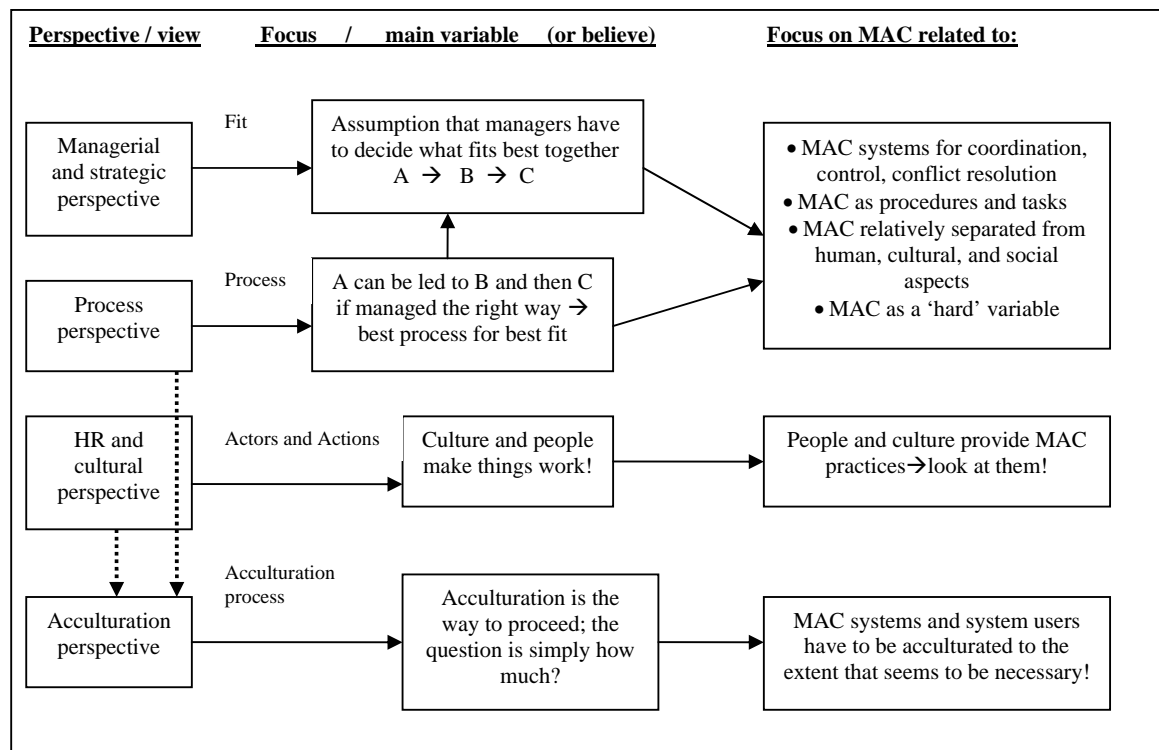 Perspective / view
Focus / main variable (or believe)
Focus on MAC related to:
Managerial
and strategic
perspective
Fit
Assumption that managers have
to decide what fits best together
A → B → C
• MAC systems for coordination,
control, conflict resolution
• MAC as procedures and tasks
• MAC relatively separated from
human, cultural, and social
aspects
• MAC as a ‘hard’ variable
Process
perspective
Process
A can be led to B and then C
if managed the right way →
best process for best fit
HR and
cultural
perspective
Actors and Actions
Culture and people
make things work!
People and culture provide MAC
practices→look at them!
Acculturation
perspective
Acculturation
process
Acculturation is the
way to proceed; the
question is simply how
much?
MAC systems and system users
have to be acculturated to the
extent that seems to be necessary!